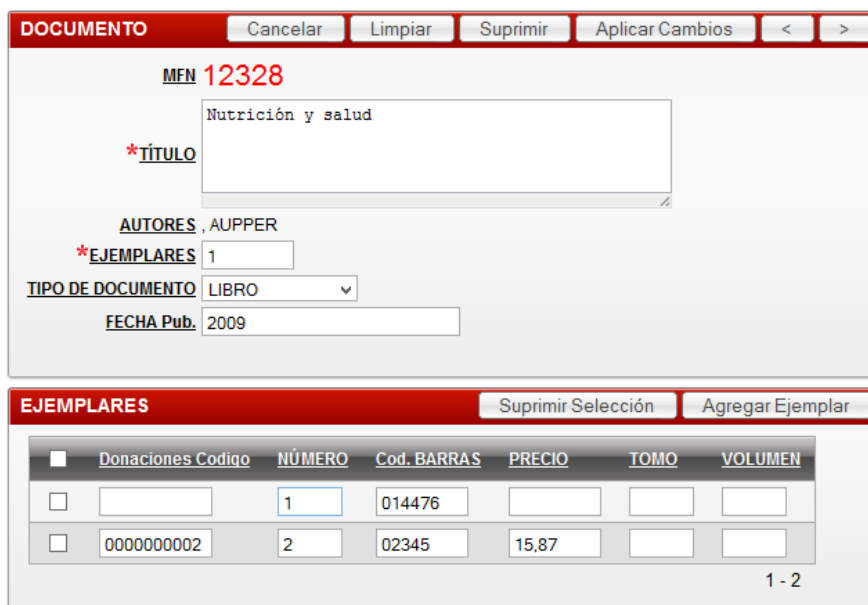 DOCUMENTO Cancelar Limpiar Suprimir Aplicar Cambios < >
MFN 12328
Nutrición y salud
*TÍTULO
AUTORES , AUPPER
*EJEMPLARES 1
TIPO DE DOCUMENTO LIBRO
FECHA Pub. 2009
EJEMPLARES Suprimir Selección Agregar Ejemplar
Donaciones Codigo NÚMERO Cod. BARRAS PRECIO TOMO VOLUMEN
1 014476
0000000002 2 02345 15,87
1 - 2